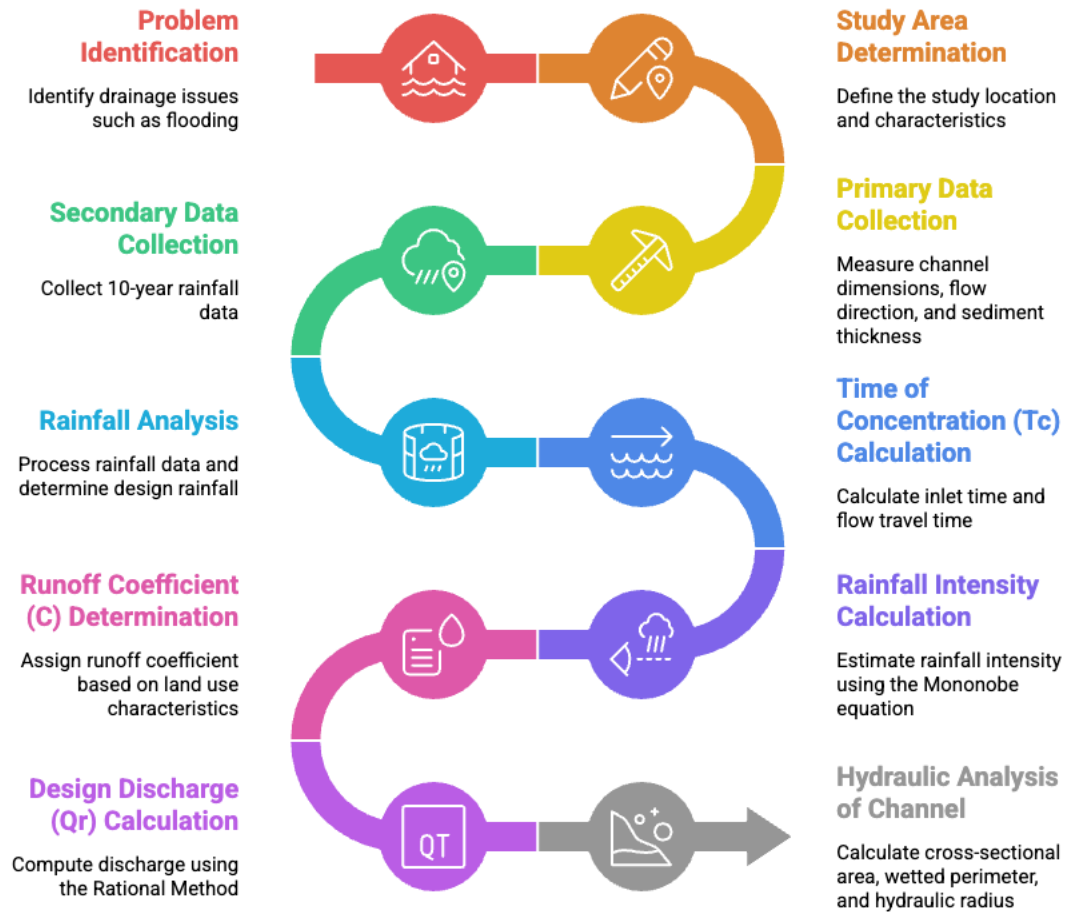 Problem
Identification
Identify drainage issues
such as flooding
Study Area
Determination
Define the study location
and characteristics
Primary Data
Collection
Measure channel
dimensions, flow
direction, and sediment
thickness
Secondary Data
Collection
Collect 10-year rainfall
data
Rainfall Analysis
Process rainfall data and
determine design rainfall
Time of
Concentration (Tc)
Calculation
Calculate inlet time and
flow travel time
Rainfall Intensity
Calculation
Estimate rainfall intensity
using the Mononobe
equation
Runoff Coefficient
(C) Determination
Assign runoff coefficient
based on land use
characteristics
Design Discharge
(Qr) Calculation
Compute discharge using
the Rational Method
QT
Hydraulic Analysis
of Channel
Calculate cross-sectional
area, wetted perimeter,
and hydraulic radius